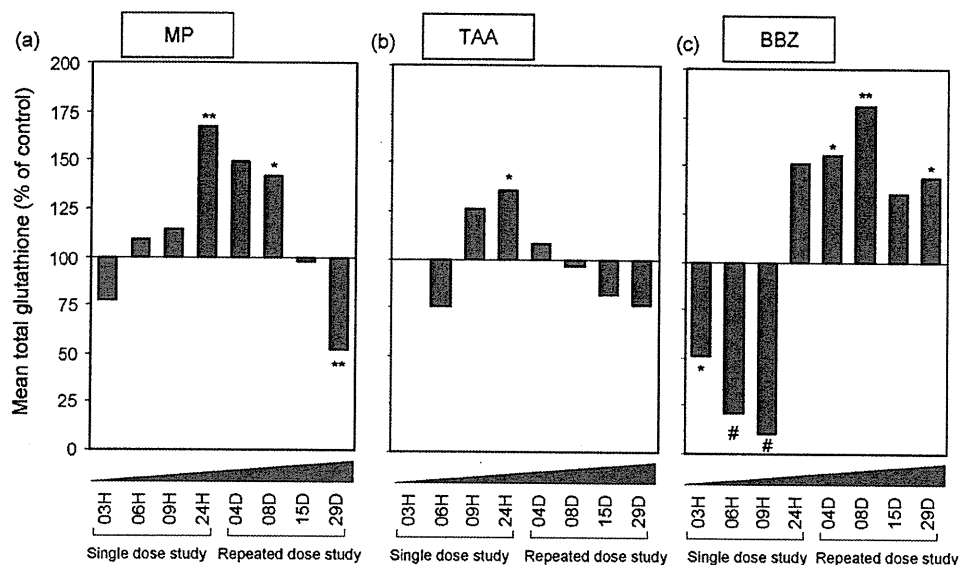 (a) MP
(b) TAA
(c) BBZ
Mean total glutathione (% of control)
200
175
150
125
100
75
50
25
0
** * **
*
* # # * ** *
03H 06H 09H 24H 04D 08D 15D 29D
Single dose study Repeated dose study
03H 06H 09H 24H 04D 08D 15D 29D
Single dose study Repeated dose study
03H 06H 09H 24H 04D 08D 15D 29D
Single dose study Repeated dose study